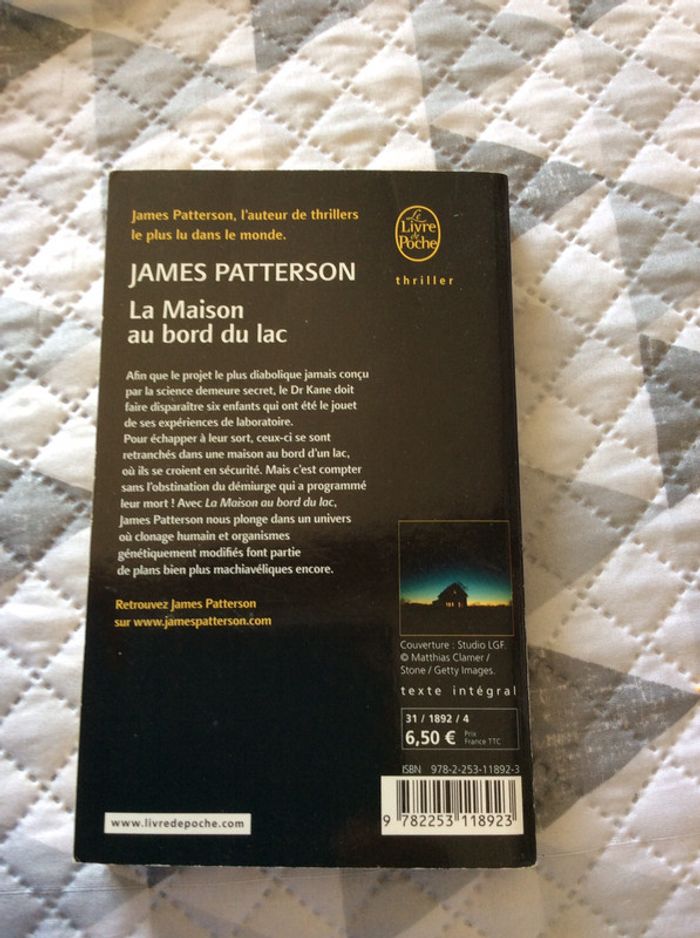 James Patterson, l'auteur de thrillers
le plus lu dans le monde.
Le
Livre
de
Poche
thriller
JAMES PATTERSON
La Maison
au bord du lac
Afin que le projet le plus diabolique jamais conçu
par la science demeure secret, le Dr Kane doit
faire disparaître six enfants qui ont été le jouet
de ses expériences de laboratoire.
Pour échapper à leur sort, ceux-ci se sont
retranchés dans une maison au bord d'un lac,
où ils se croient en sécurité. Mais c'est compter
sans l'obstination du démiurge qui a programmé
leur mort ! Avec La Maison au bord du lac,
James Patterson nous plonge dans un univers
où clonage humain et organismes
génétiquement modifiés font partie
de plans bien plus machiavéliques encore.
Retrouvez James Patterson
sur www.jamespatterson.com
Couverture : Studio LGF.
© Matthias Clamer /
Stone / Getty Images.
texte intégral
31 / 1892 / 4
6,50 € Prix
France TTC
ISBN 978-2-253-11892-3
9 782253 118923
www.livredepoche.com